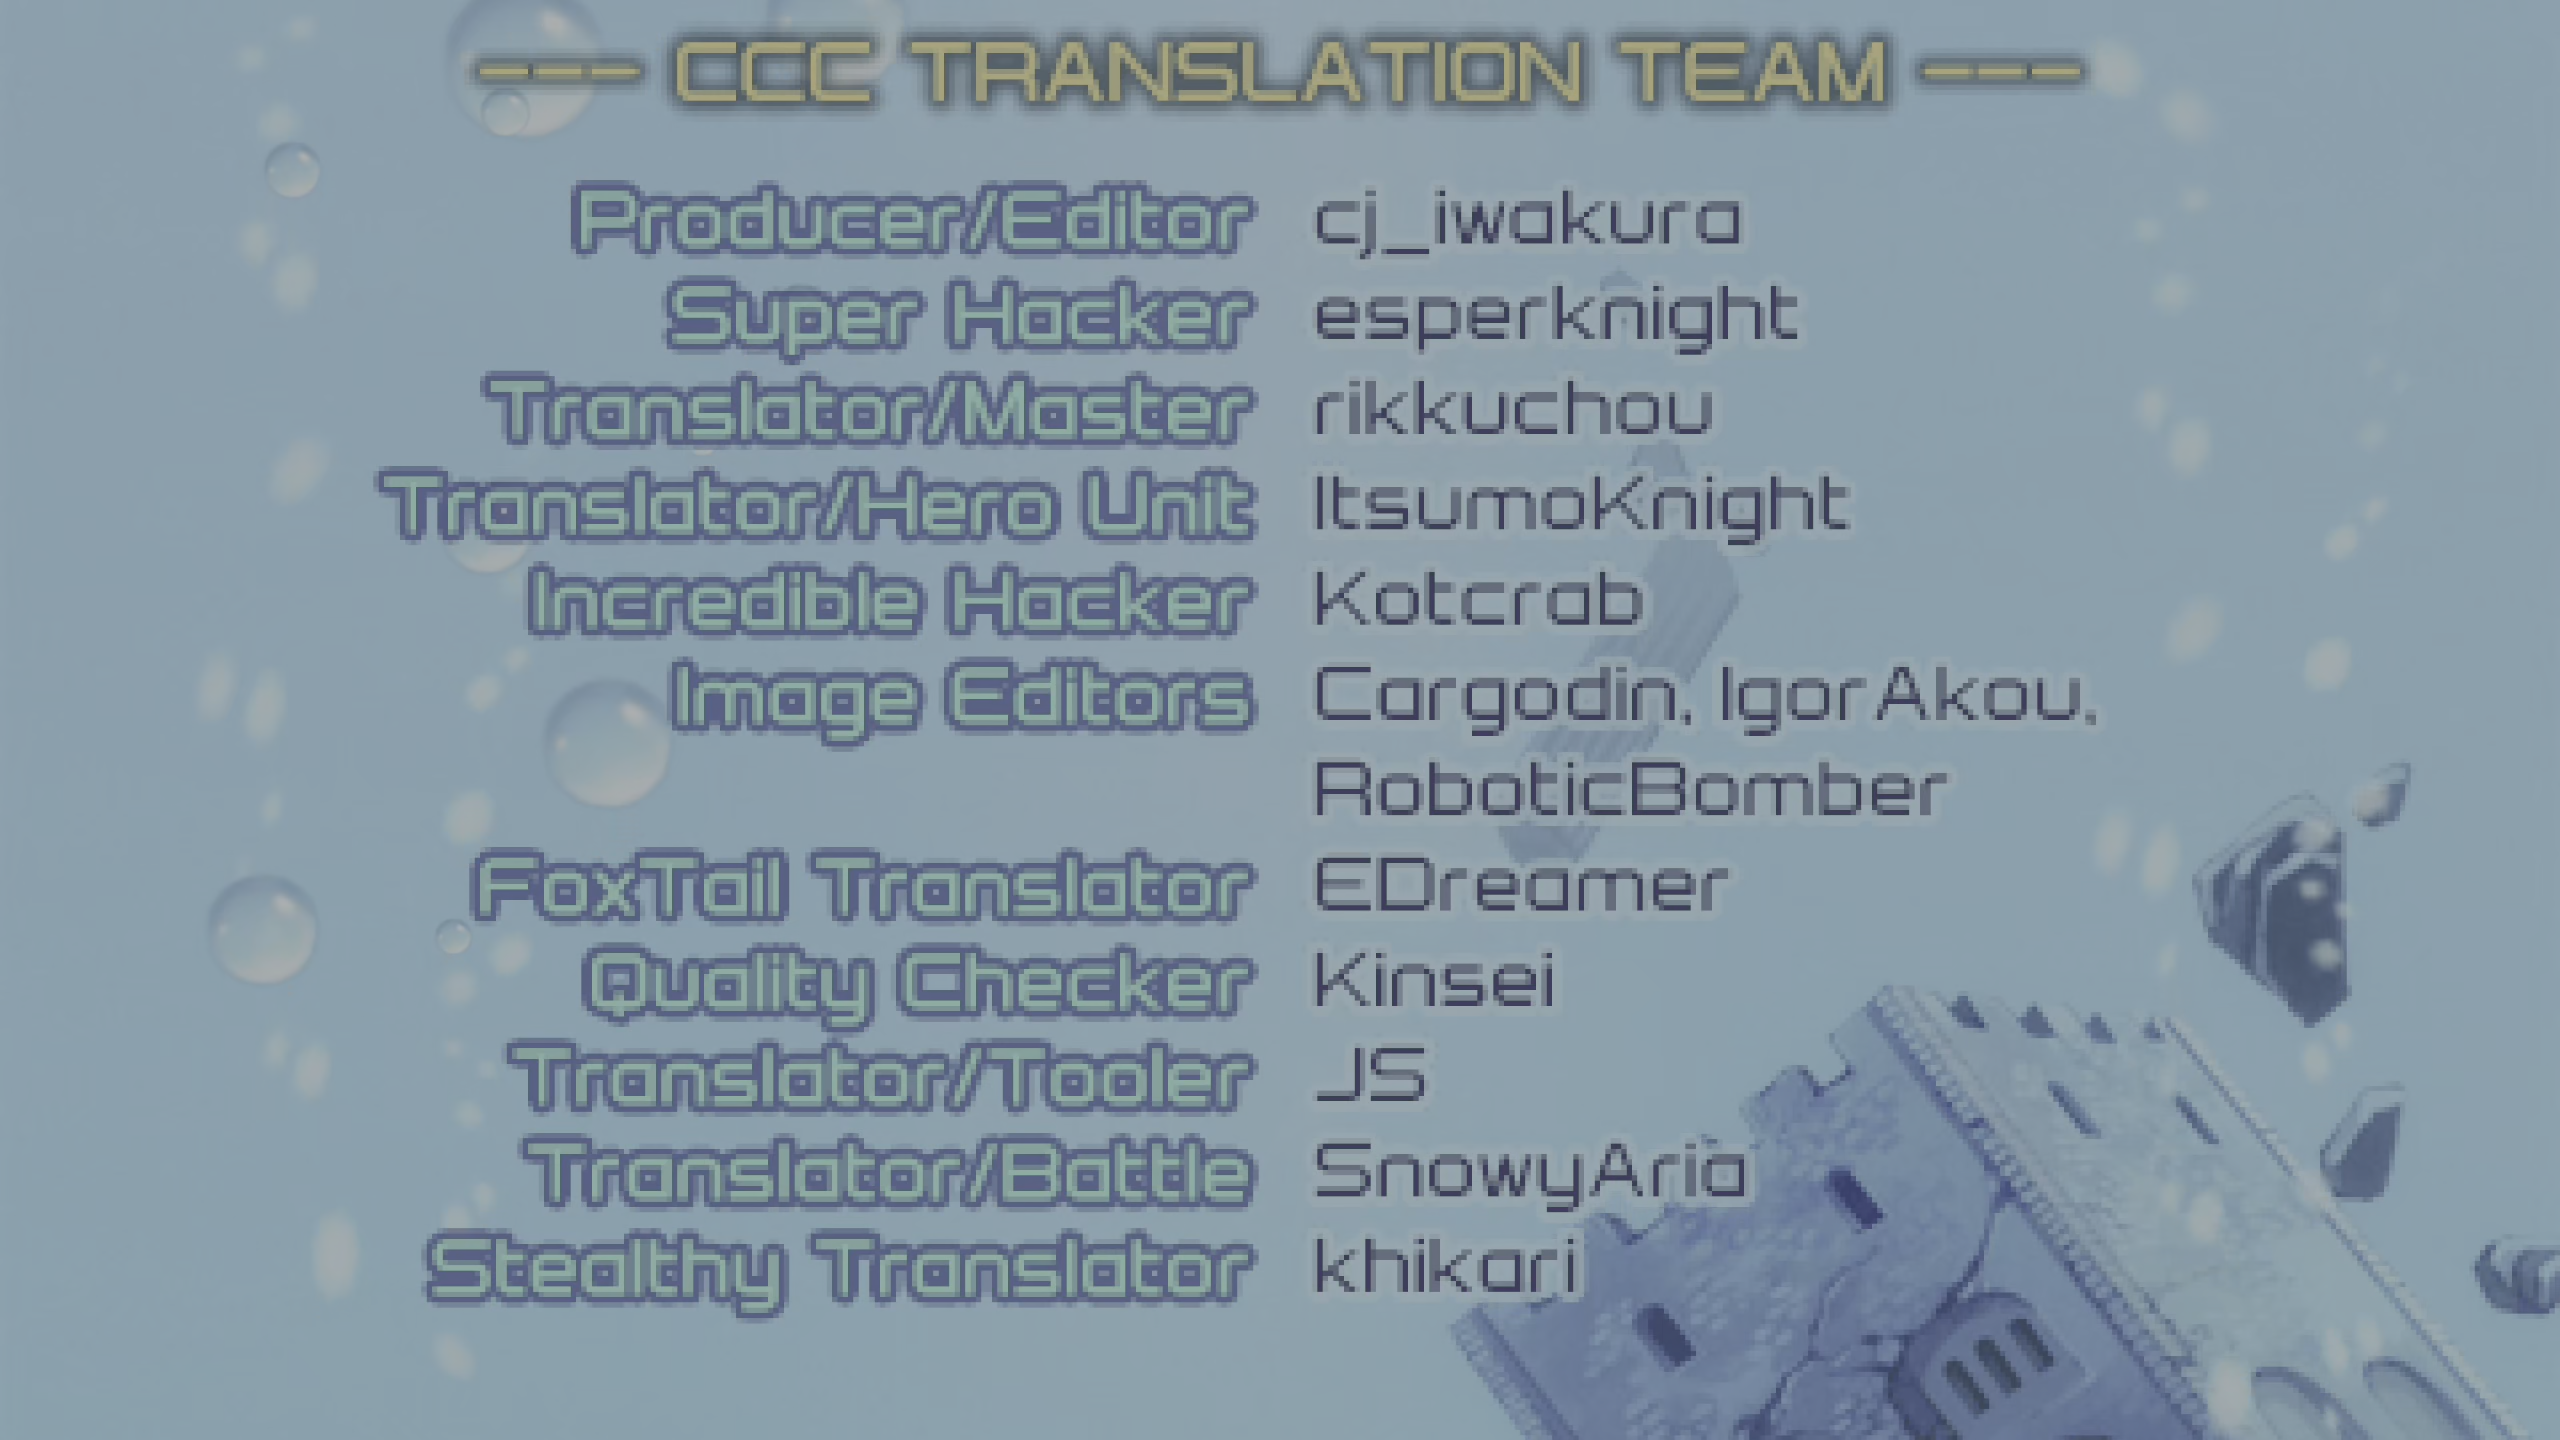 --- CCC TRANSLATION TEAM ---
Producer/Editor cj_iwakura
Super Hacker esperknight
Translator/Master rikkuchou
Translator/Hero Unit ItsumoKnight
Incredible Hacker Kotcrab
Image Editors Cargodin, IgorAkou,
RoboticBomber
FoxTail Translator EDreamer
Quality Checker Kinsei
Translator/Tooler JS
Translator/Battle SnowyAria
Stealthy Translator khikari